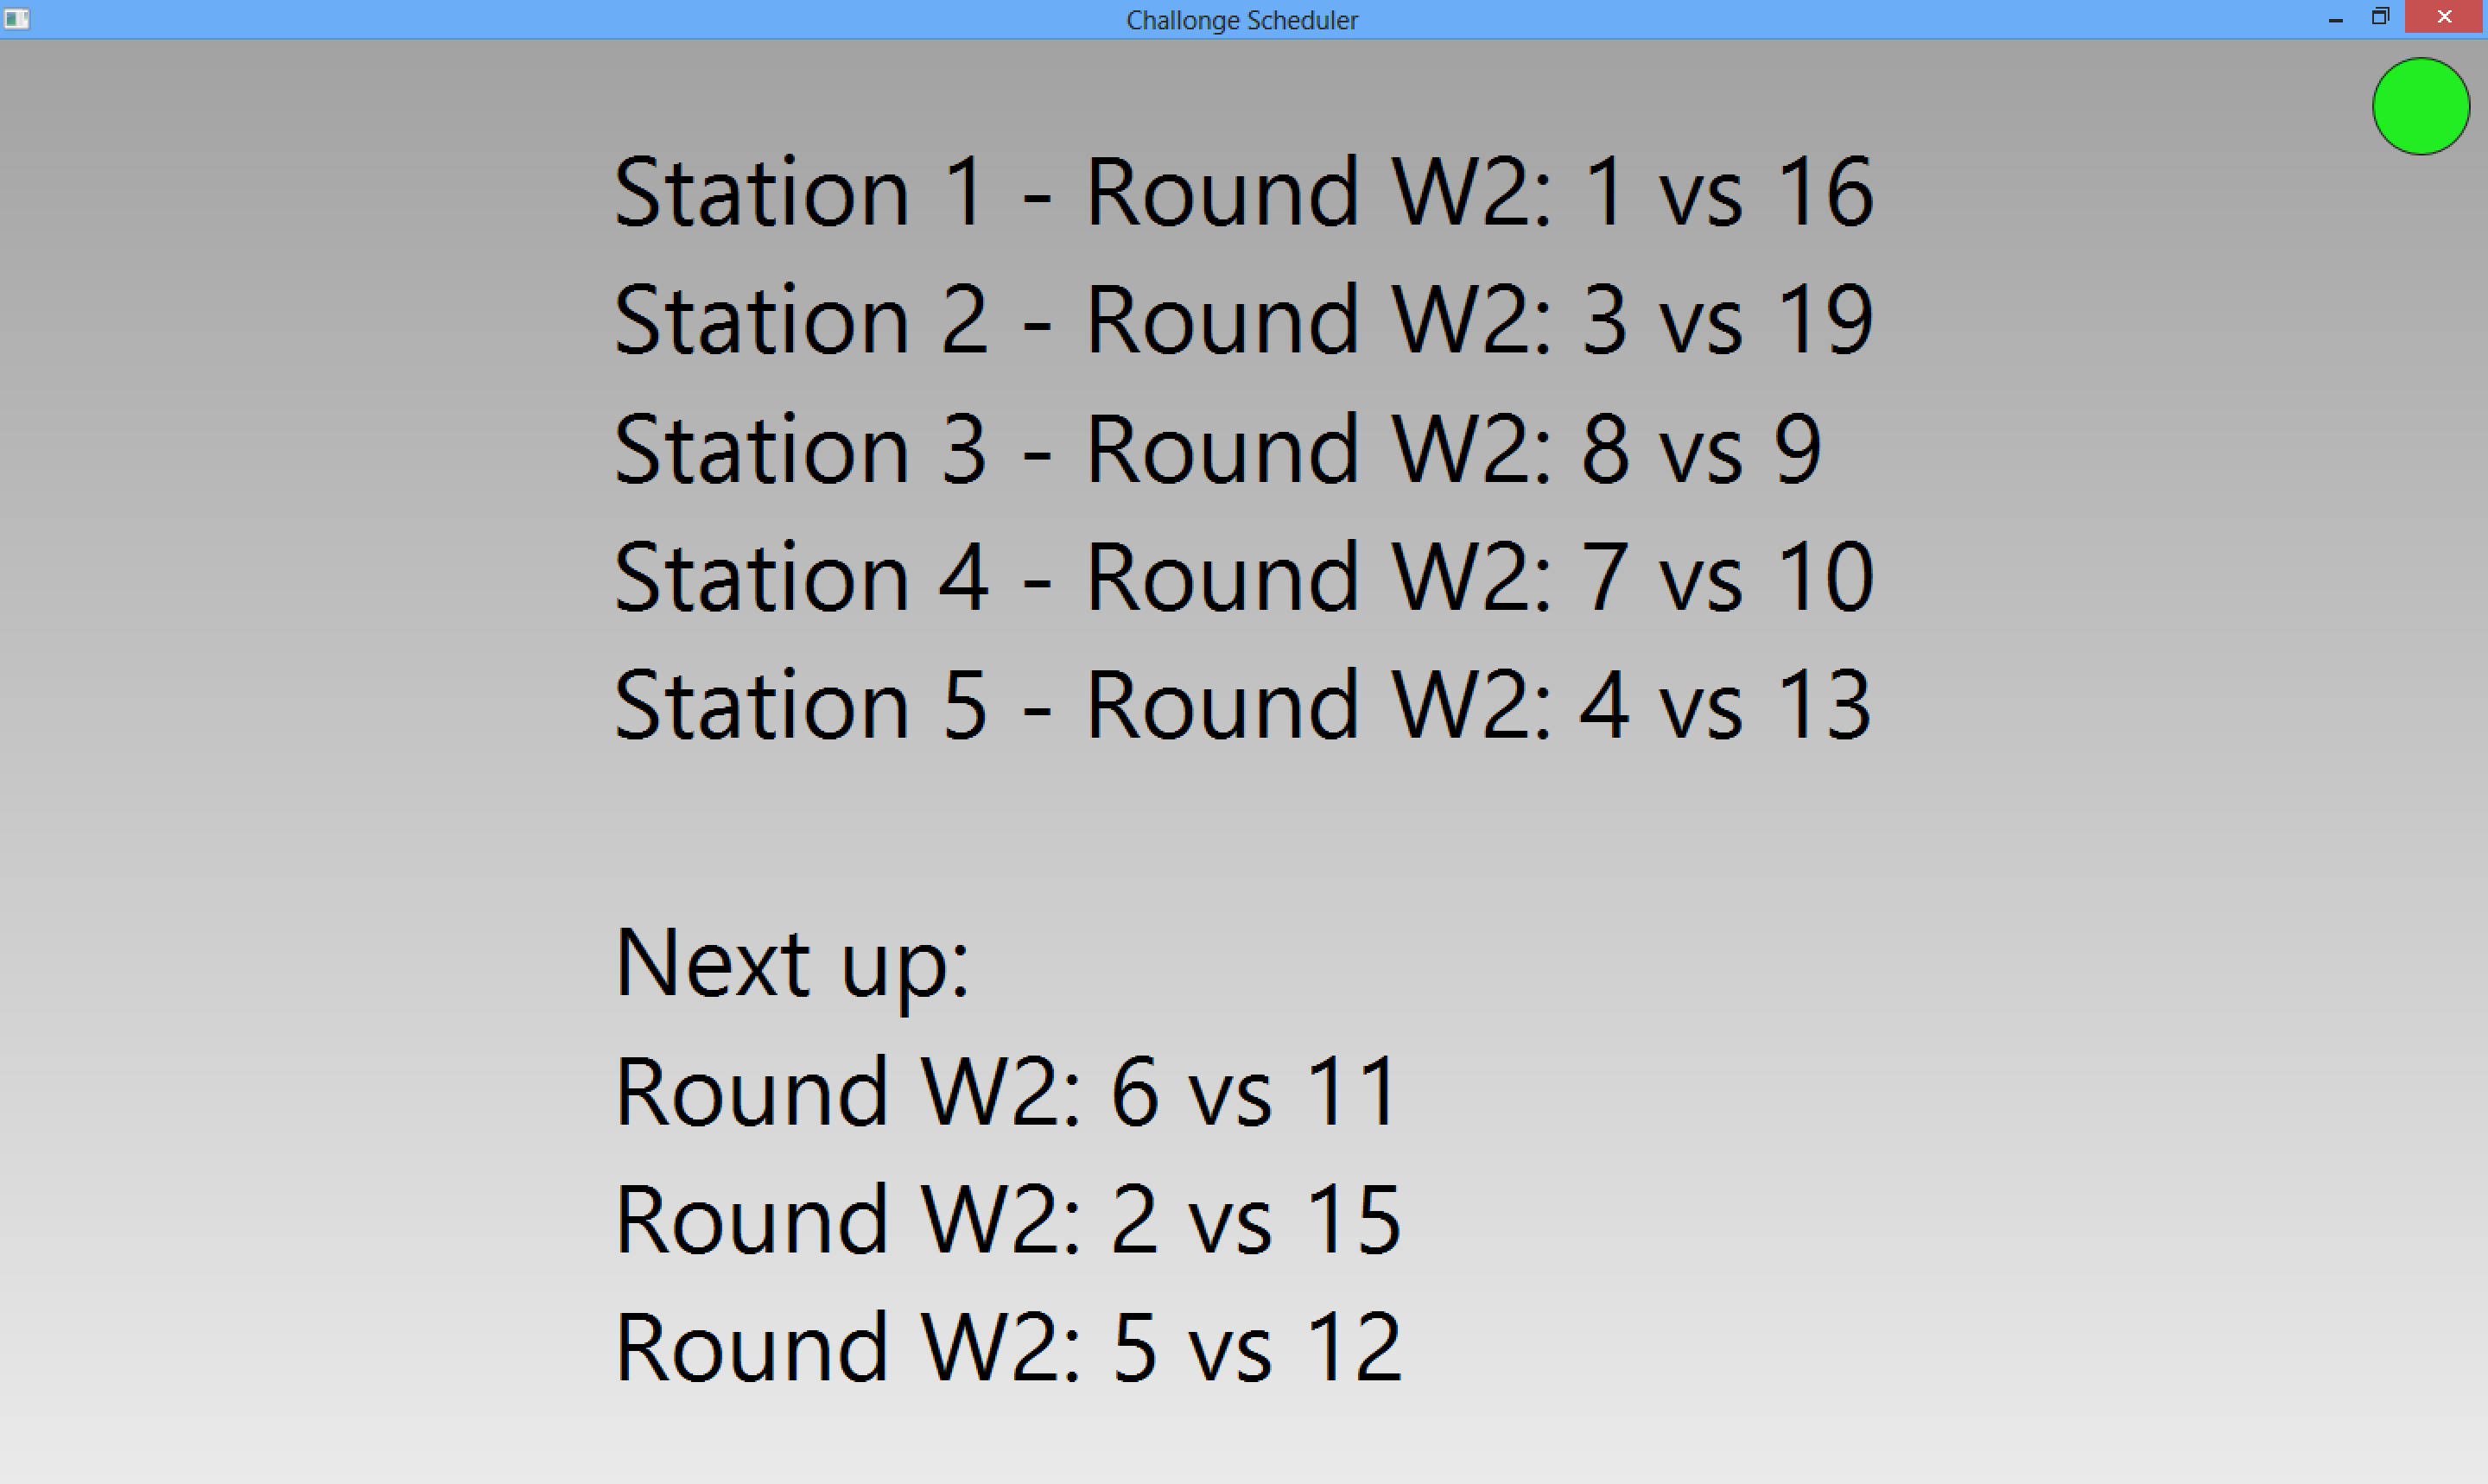 Challonge Scheduler
Station 1 - Round W2: 1 vs 16
Station 2 - Round W2: 3 vs 19
Station 3 - Round W2: 8 vs 9
Station 4 - Round W2: 7 vs 10
Station 5 - Round W2: 4 vs 13
Next up:
Round W2: 6 vs 11
Round W2: 2 vs 15
Round W2: 5 vs 12